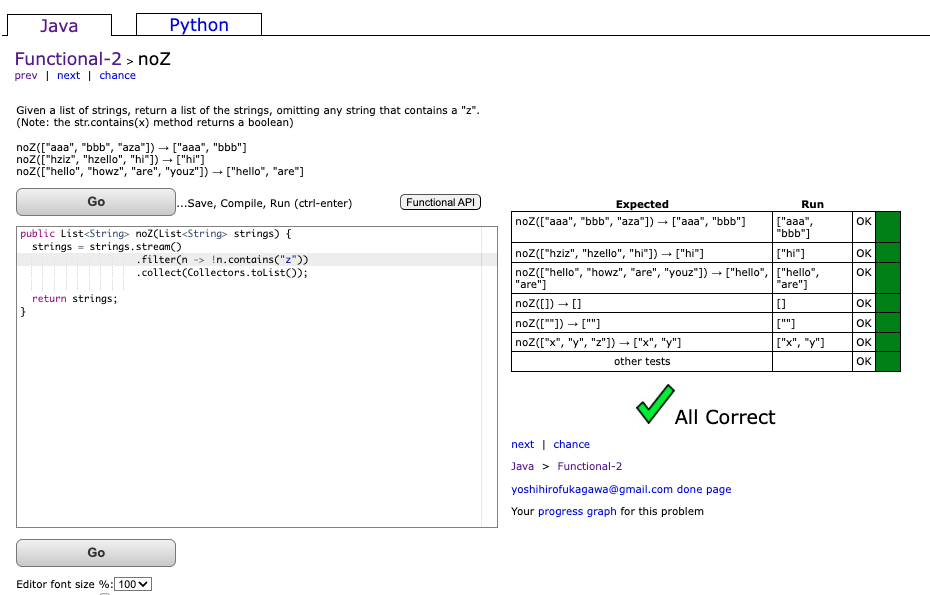 Java
Python
Functional-2 > noZ
prev | next | chance
Given a list of strings, return a list of the strings, omitting any string that contains a "z".
(Note: the str.contains(x) method returns a boolean)
noZ(["aaa", "bbb", "aza"]) → ["aaa", "bbb"]
noZ(["hziz", "hzello", "hi"]) → ["hi"]
noZ(["hello", "howz", "are", "youz"]) → ["hello", "are"]
Go
...Save, Compile, Run (ctrl-enter)
Functional API
public List<String> noZ(List<String> strings) {
strings = strings.stream()
.filter(n -> !n.contains("z"))
.collect(Collectors.toList());
return strings;
}
Go
Editor font size %: 100
Expected Run
noZ(["aaa", "bbb", "aza"]) → ["aaa", "bbb"] ["aaa", OK
"bbb"]
noZ(["hziz", "hzello", "hi"]) → ["hi"] ["hi"] OK
noZ(["hello", "howz", "are", "youz"]) → ["hello", ["hello", OK
"are"] "are"]
noZ([]) → [] [] OK
noZ([""]) → [""] [""] OK
noZ(["x", "y", "z"]) → ["x", "y"] ["x", "y"] OK
other tests OK
All Correct
next | chance
Java > Functional-2
yoshihirofukagawa@gmail.com done page
Your progress graph for this problem